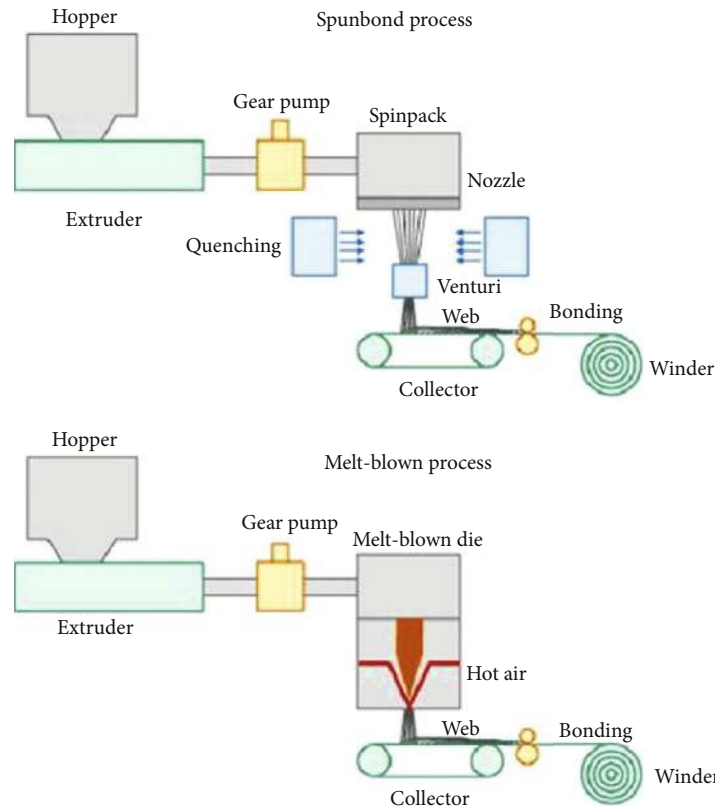 Hopper
Spunbond process
Gear pump
Spinpack
Nozzle
Extruder
Quenching
Venturi
Web
Bonding
Collector
Winder
Hopper
Melt-blown process
Gear pump
Melt-blown die
Extruder
Hot air
Web
Bonding
Winder
Collector